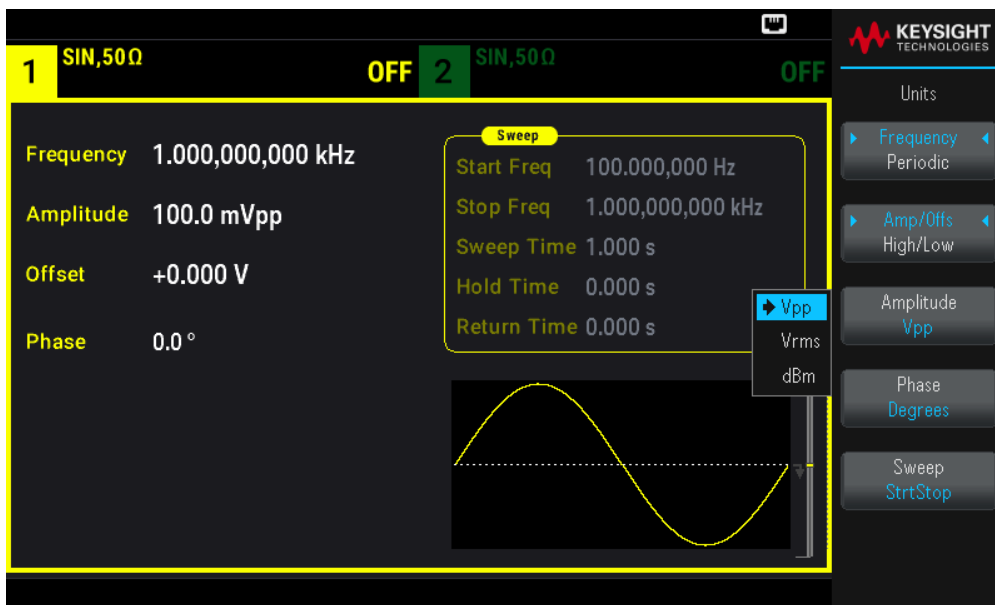 KEYSIGHT
TECHNOLOGIES
1 SIN,50Ω OFF 2 SIN,50Ω OFF
Units
Frequency 1.000,000,000 kHz
Amplitude 100.0 mVpp
Offset +0.000 V
Phase 0.0 °
Sweep
Start Freq 100.000,000 Hz
Stop Freq 1.000,000,000 kHz
Sweep Time 1.000 s
Hold Time 0.000 s
Return Time 0.000 s
Vpp
Vrms
dBm
Frequency
Periodic
Amp/Offs
High/Low
Amplitude
Vpp
Phase
Degrees
Sweep
StrtStop